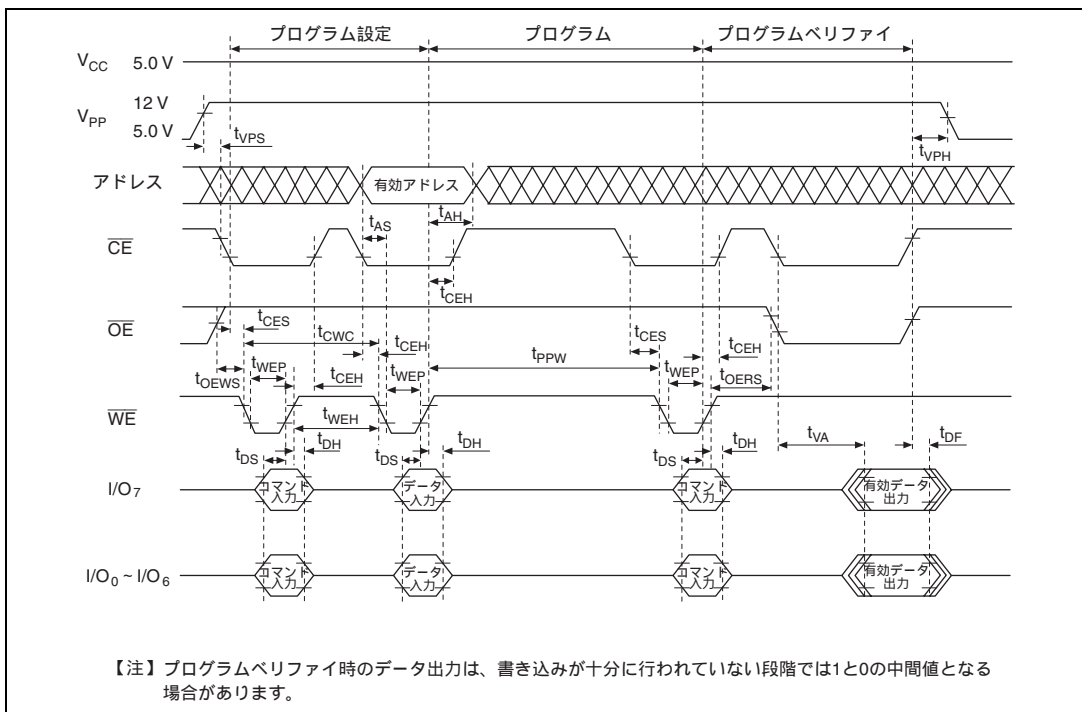 プログラム設定 プログラム プログラムベリファイ
VCC 5.0 V
VPP 12 V
5.0 V
tVPS
tVPH
アドレス 有効アドレス
tAS tAH
CE
tCEH
OE
tCES tCWC tCEH tCES tCEH
tPPW
tOEWS tWEP tCEH tWEP tWEP tOERS
WE
tWEH
tDS tDH tDS tDH tDS tDH tVA tDF
I/O7 コマンド入力 データ入力 コマンド入力 有効データ出力
I/O0 ~ I/O6 コマンド入力 データ入力 コマンド入力 有効データ出力
【注】プログラムベリファイ時のデータ出力は、書き込みが十分に行われていない段階では1と0の中間値となる
場合があります。